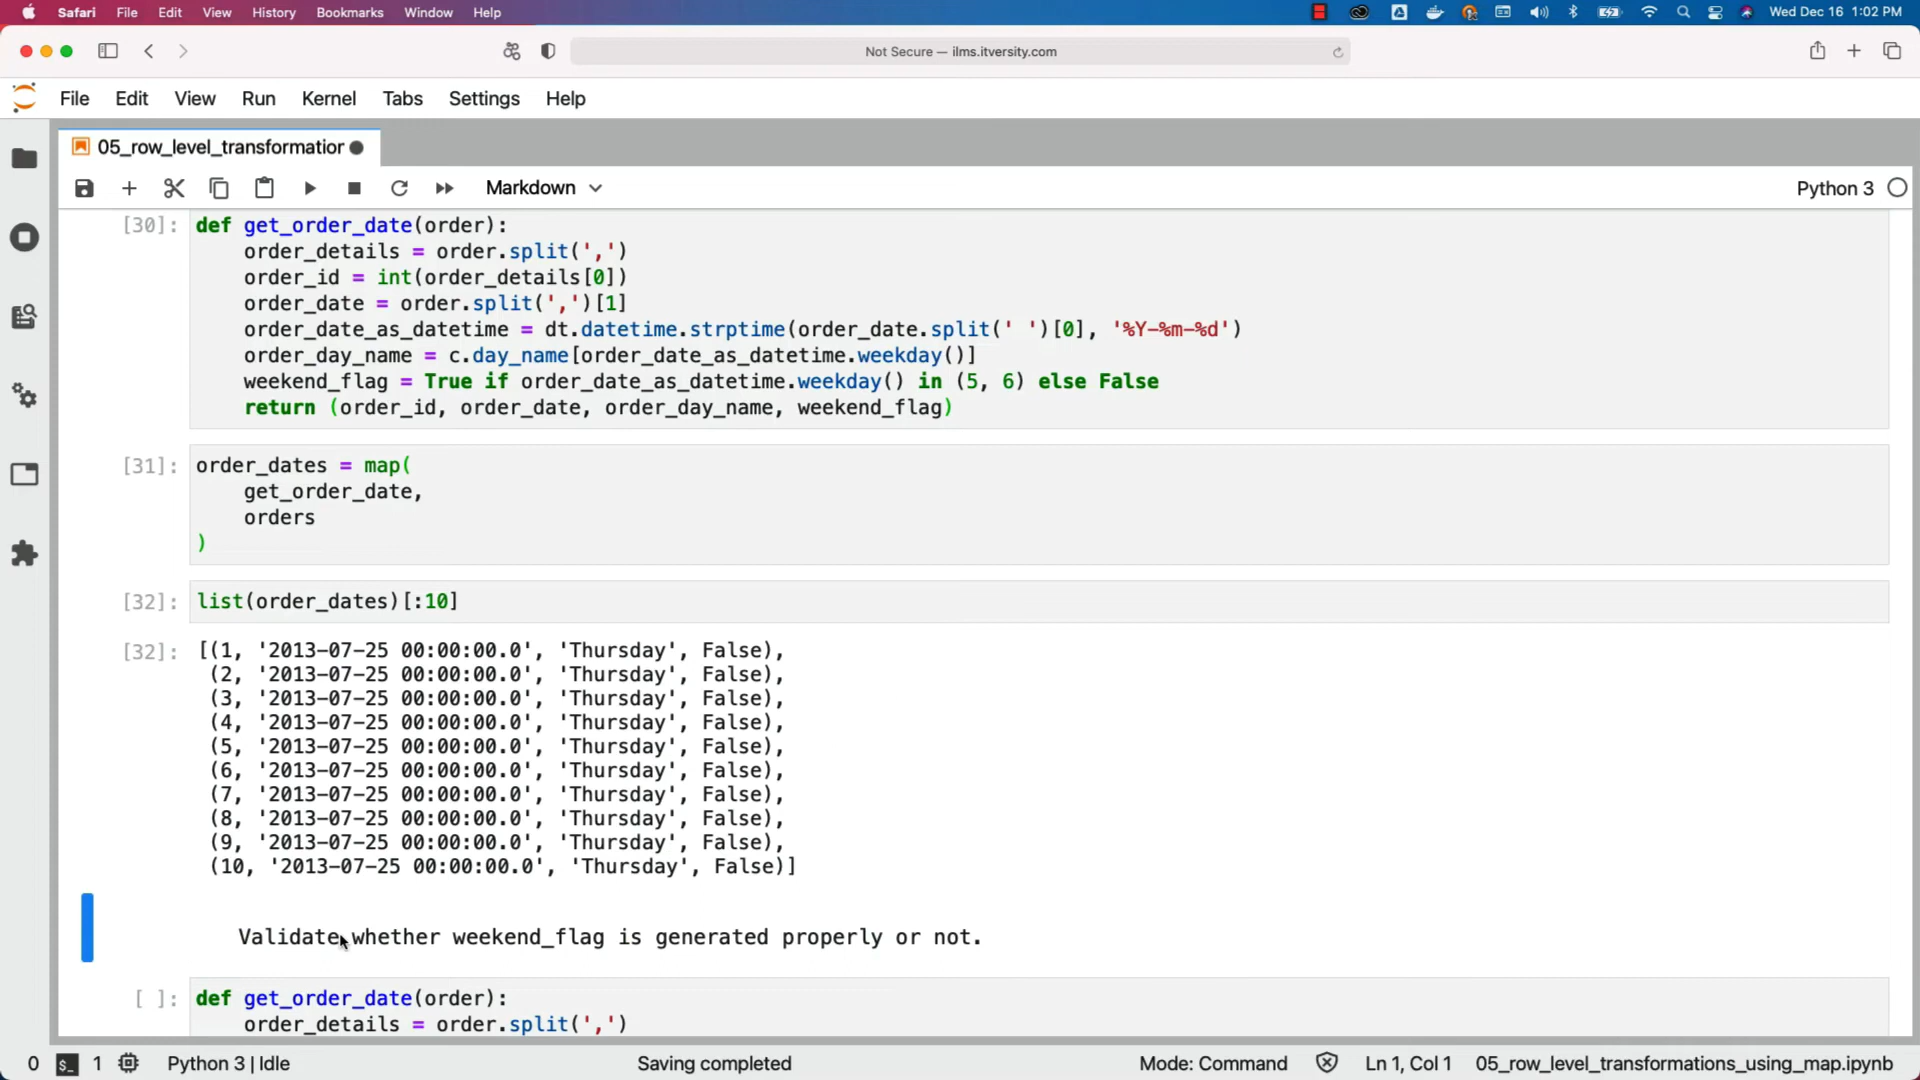 Safari File Edit View History Bookmarks Window Help Wed Dec 16 1:02 PM
Not Secure — ilms.itversity.com
File Edit View Run Kernel Tabs Settings Help
05_row_level_transformation
Markdown Python 3
[30]: def get_order_date(order):
order_details = order.split(',')
order_id = int(order_details[0])
order_date = order.split(',')[1]
order_date_as_datetime = dt.datetime.strptime(order_date.split(' ')[0], '%Y-%m-%d')
order_day_name = c.day_name[order_date_as_datetime.weekday()]
weekend_flag = True if order_date_as_datetime.weekday() in (5, 6) else False
return (order_id, order_date, order_day_name, weekend_flag)
[31]: order_dates = map(
get_order_date,
orders
)
[32]: list(order_dates)[:10]
[32]: [(1, '2013-07-25 00:00:00.0', 'Thursday', False),
(2, '2013-07-25 00:00:00.0', 'Thursday', False),
(3, '2013-07-25 00:00:00.0', 'Thursday', False),
(4, '2013-07-25 00:00:00.0', 'Thursday', False),
(5, '2013-07-25 00:00:00.0', 'Thursday', False),
(6, '2013-07-25 00:00:00.0', 'Thursday', False),
(7, '2013-07-25 00:00:00.0', 'Thursday', False),
(8, '2013-07-25 00:00:00.0', 'Thursday', False),
(9, '2013-07-25 00:00:00.0', 'Thursday', False),
(10, '2013-07-25 00:00:00.0', 'Thursday', False)]
Validate whether weekend_flag is generated properly or not.
[ ]: def get_order_date(order):
order_details = order.split(',')
0 $_ 1 Python 3 | Idle Saving completed Mode: Command Ln 1, Col 1 05_row_level_transformations_using_map.ipynb